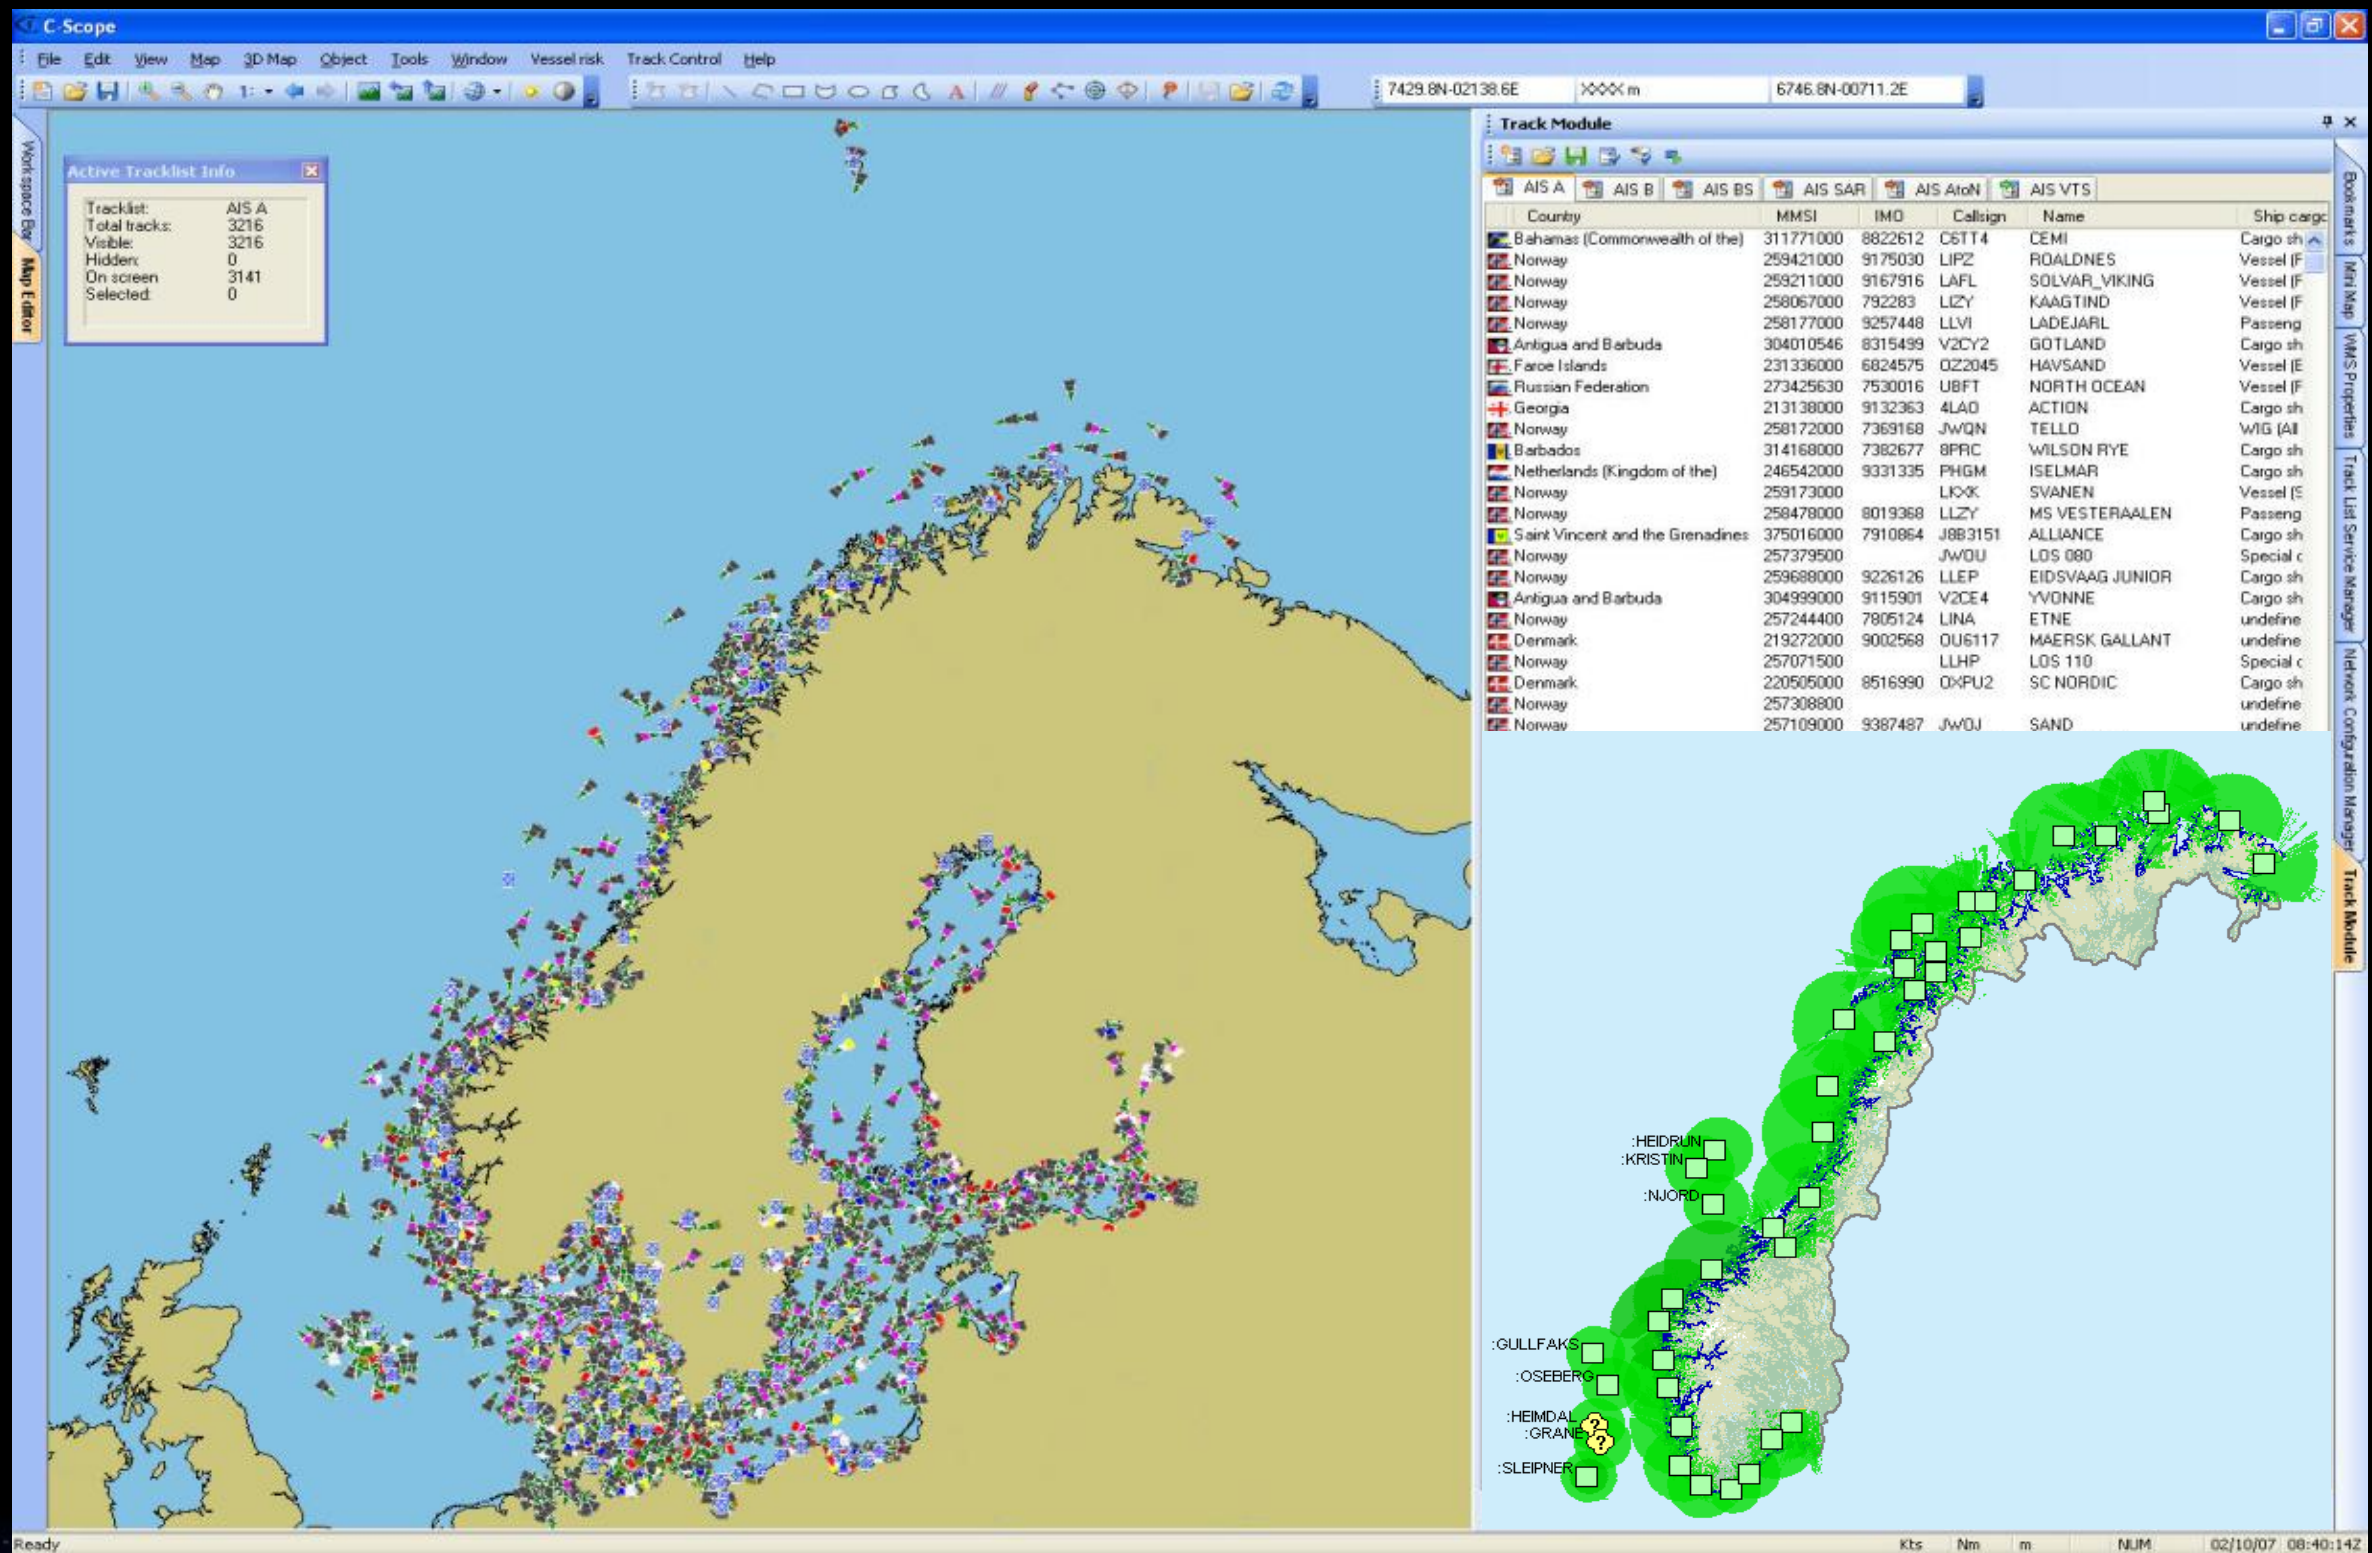 C-Scope
File Edit View Map 3D Map Object Tools Window Vessel risk Track Control Help
1: 7429.8N-02138.6E XXXX m 6746.8N-00711.2E
Work space Bar
Map Editor
Active Tracklist Info
Tracklist: AIS A
Total tracks: 3216
Visible: 3216
Hidden: 0
On screen 3141
Selected: 0
Track Module
AIS A AIS B AIS BS AIS SAR AIS AtoN AIS VTS
Country MMSI IMO Callsign Name Ship cargo
Bahamas (Commonwealth of the) 311771000 8822612 C6TT4 CEMI Cargo sh
Norway 259421000 9175030 LIPZ ROALDNES Vessel (F
Norway 259211000 9167916 LAFL SOLVAR_VIKING Vessel (F
Norway 258067000 792283 LIZY KAAGTIND Vessel (F
Norway 258177000 9257448 LLVI LADEJARL Passeng
Antigua and Barbuda 304010546 8315499 V2CY2 GOTLAND Cargo sh
Faroe Islands 231336000 6824575 OZ2045 HAVSAND Vessel (E
Russian Federation 273425630 7530016 UBFT NORTH OCEAN Vessel (F
Georgia 213138000 9132363 4LAO ACTION Cargo sh
Norway 258172000 7369168 JWQN TELLO WIG (All
Barbados 314168000 7382677 8PRC WILSON RYE Cargo sh
Netherlands (Kingdom of the) 246542000 9331335 PHGM ISELMAR Cargo sh
Norway 259173000 LKXK SVANEN Vessel (S
Norway 258478000 8019368 LLZY MS VESTERAALEN Passeng
Saint Vincent and the Grenadines 375016000 7910864 J8B3151 ALLIANCE Cargo sh
Norway 257379500 JWOU LOS 080 Special c
Norway 259688000 9226126 LLEP EIDSVAAG JUNIOR Cargo sh
Antigua and Barbuda 304999000 9115901 V2CE4 YVONNE Cargo sh
Norway 257244400 7805124 LINA ETNE undefine
Denmark 219272000 9002568 OU6117 MAERSK GALLANT undefine
Norway 257071500 LLHP LOS 110 Special c
Denmark 220505000 8516990 OXPU2 SC NORDIC Cargo sh
Norway 257308800 undefine
Norway 257109000 9387487 JWOJ SAND undefine
:HEIDRUN
:KRISTIN
:NJORD
:GULLFAKS
:OSEBERG
:HEIMDAL ?
:GRANE ?
:SLEIPNER
Bookmarks
Mini Map
WMS Properties
Track List Service Manager
Network Configuration Manager
Track Module
Ready Kts Nm m NUM 02/10/07 08:40:14Z